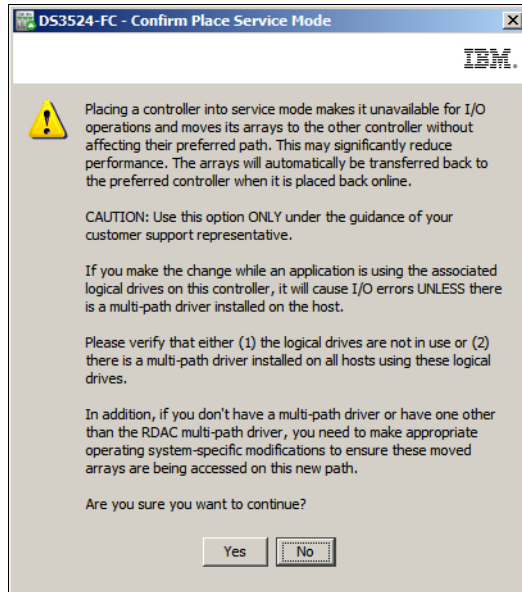 DS3524-FC - Confirm Place Service Mode
IBM.
Placing a controller into service mode makes it unavailable for I/O
operations and moves its arrays to the other controller without
affecting their preferred path. This may significantly reduce
performance. The arrays will automatically be transferred back to
the preferred controller when it is placed back online.
CAUTION: Use this option ONLY under the guidance of your
customer support representative.
If you make the change while an application is using the associated
logical drives on this controller, it will cause I/O errors UNLESS there
is a multi-path driver installed on the host.
Please verify that either (1) the logical drives are not in use or (2)
there is a multi-path driver installed on all hosts using these logical
drives.
In addition, if you don't have a multi-path driver or have one other
than the RDAC multi-path driver, you need to make appropriate
operating system-specific modifications to ensure these moved
arrays are being accessed on this new path.
Are you sure you want to continue?
Yes No